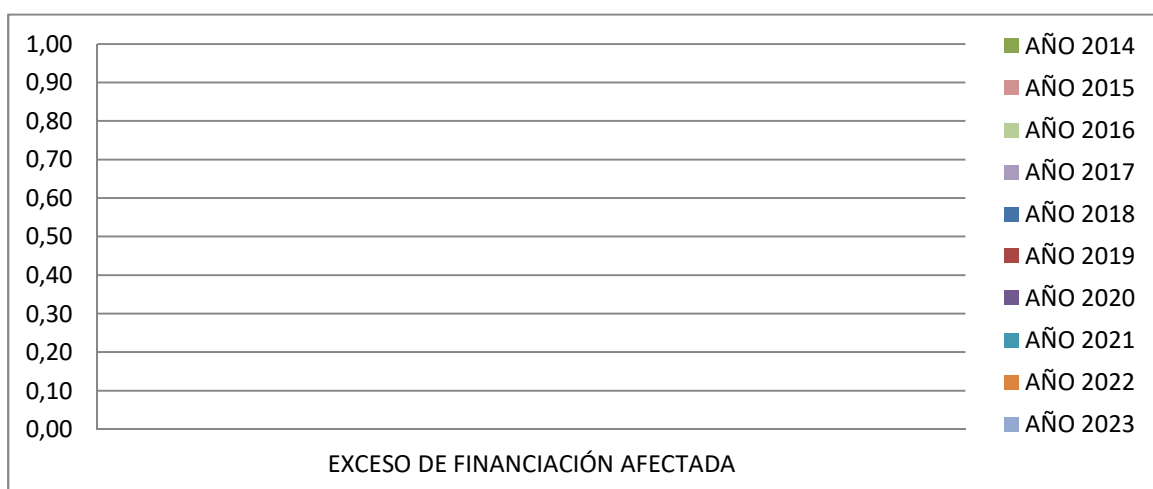 1,00
0,90
0,80
0,70
0,60
0,50
0,40
0,30
0,20
0,10
0,00
EXCESO DE FINANCIACIÓN AFECTADA
AÑO 2014
AÑO 2015
AÑO 2016
AÑO 2017
AÑO 2018
AÑO 2019
AÑO 2020
AÑO 2021
AÑO 2022
AÑO 2023